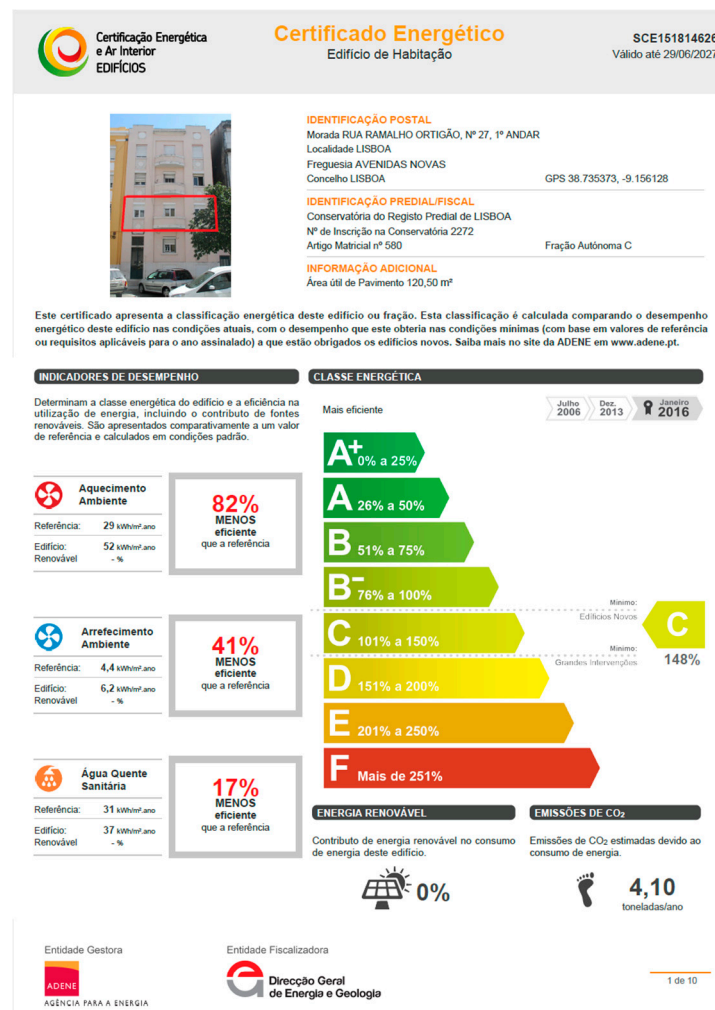 Certificação Energética
e Ar Interior
EDIFÍCIOS
Certificado Energético
Edifício de Habitação
SCE151814626
Válido até 29/06/2027
IDENTIFICAÇÃO POSTAL
Morada RUA RAMALHO ORTIGÃO, Nº 27, 1º ANDAR
Localidade LISBOA
Freguesia AVENIDAS NOVAS
Concelho LISBOA
GPS 38.735373, -9.156128
IDENTIFICAÇÃO PREDIAL/FISCAL
Conservatória do Registo Predial de LISBOA
Nº de Inscrição na Conservatória 2272
Artigo Matricial nº 580
Fração Autónoma C
INFORMAÇÃO ADICIONAL
Área útil de Pavimento 120,50 m²
Este certificado apresenta a classificação energética deste edifício ou fração. Esta classificação é calculada comparando o desempenho
energético deste edifício nas condições atuais, com o desempenho que este obteria nas condições mínimas (com base em valores de referência
ou requisitos aplicáveis para o ano assinalado) a que estão obrigados os edifícios novos. Saiba mais no site da ADENE em www.adene.pt.
INDICADORES DE DESEMPENHO
Determinam a classe energética do edifício e a eficiência na
utilização de energia, incluindo o contributo de fontes
renováveis. São apresentados comparativamente a um valor
de referência e calculados em condições padrão.
Aquecimento
Ambiente
Referência: 29 kWh/m².ano
Edifício: 52 kWh/m².ano
Renovável - %
82%
MENOS
eficiente
que a referência
Arrefecimento
Ambiente
Referência: 4,4 kWh/m².ano
Edifício: 6,2 kWh/m².ano
Renovável - %
41%
MENOS
eficiente
que a referência
Água Quente
Sanitária
Referência: 31 kWh/m².ano
Edifício: 37 kWh/m².ano
Renovável - %
17%
MENOS
eficiente
que a referência
CLASSE ENERGÉTICA
Mais eficiente
Julho
2006
Dez.
2013
Janeiro
2016
A+ 0% a 25%
A 26% a 50%
B 51% a 75%
B- 76% a 100%
Mínimo:
Edifícios Novos
C 101% a 150%
C
148%
Mínimo:
Grandes Intervenções
D 151% a 200%
E 201% a 250%
F Mais de 251%
ENERGIA RENOVÁVEL
Contributo de energia renovável no consumo
de energia deste edifício.
0%
EMISSÕES DE CO₂
Emissões de CO₂ estimadas devido ao
consumo de energia.
4,10
toneladas/ano
Entidade Gestora
ADENE
AGÊNCIA PARA A ENERGIA
Entidade Fiscalizadora
Direcção Geral
de Energia e Geologia
1 de 10